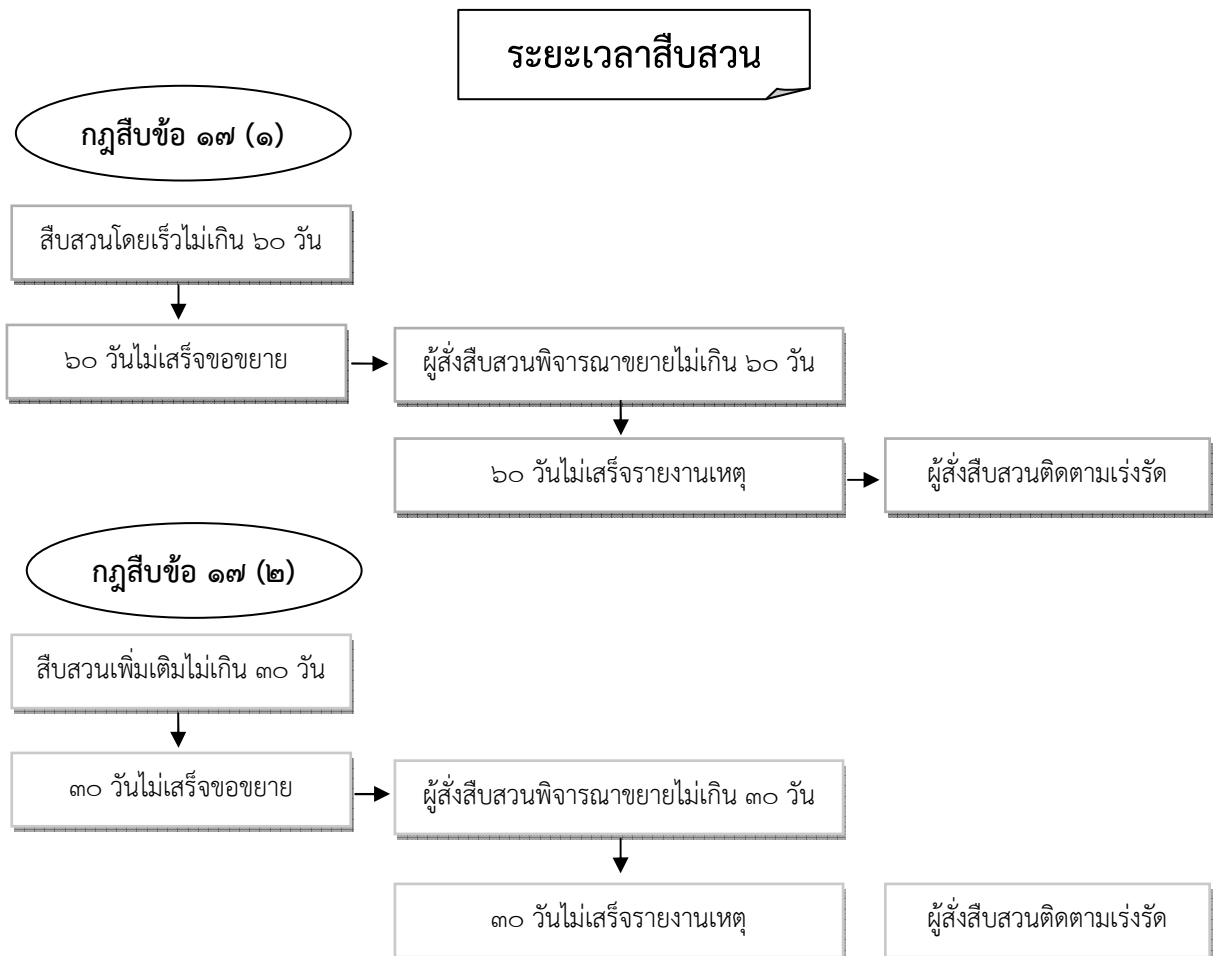 ระยะเวลาสืบสวน
กฎสืบข้อ ๑๗ (๑)
สืบสวนโดยเร็วไม่เกิน ๖๐ วัน
๖๐ วันไม่เสร็จขอขยาย
ผู้สั่งสืบสวนพิจารณาขยายไม่เกิน ๖๐ วัน
๖๐ วันไม่เสร็จรายงานเหตุ
ผู้สั่งสืบสวนติดตามเร่งรัด
กฎสืบข้อ ๑๗ (๒)
สืบสวนเพิ่มเติมไม่เกิน ๓๐ วัน
๓๐ วันไม่เสร็จขอขยาย
ผู้สั่งสืบสวนพิจารณาขยายไม่เกิน ๓๐ วัน
๓๐ วันไม่เสร็จรายงานเหตุ
ผู้สั่งสืบสวนติดตามเร่งรัด